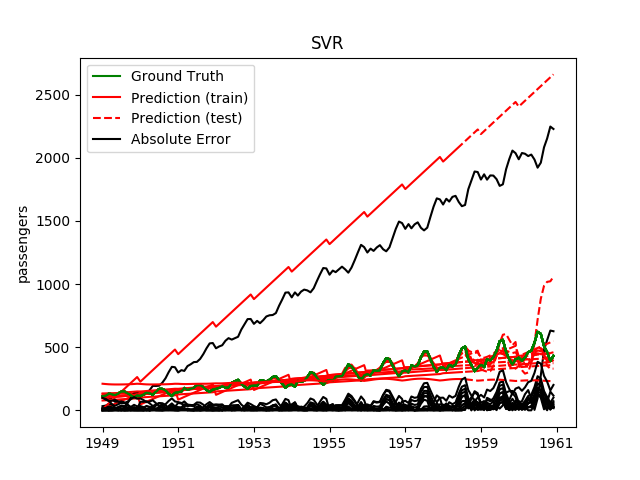 SVR
Ground Truth
Prediction (train)
Prediction (test)
Absolute Error
passengers
2500
2000
1500
1000
500
0
1949
1951
1953
1955
1957
1959
1961